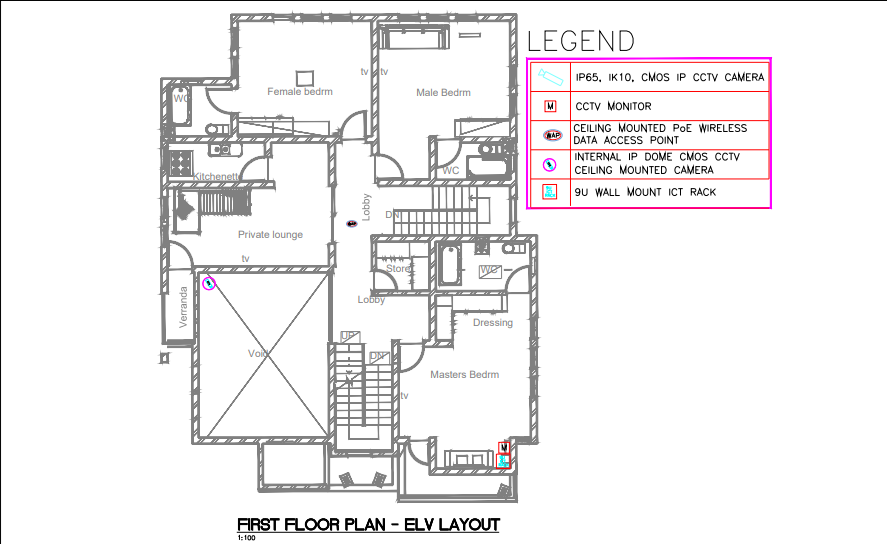 LEGEND
IP65, IK10, CMOS IP CCTV CAMERA
M
CCTV MONITOR
WAP
CEILING MOUNTED PoE WIRELESS
DATA ACCESS POINT
INTERNAL IP DOME CMOS CCTV
CEILING MOUNTED CAMERA
9U WALL MOUNT ICT RACK
tv
tv
Female bedrm
Male Bedrm
WC
Kitchenette
WC
Lobby
DN
Private lounge
tv
Store
WC
Verranda
Lobby
Dressing
UP
DN
Void
Masters Bedrm
tv
M
FIRST FLOOR PLAN - ELV LAYOUT
1:100